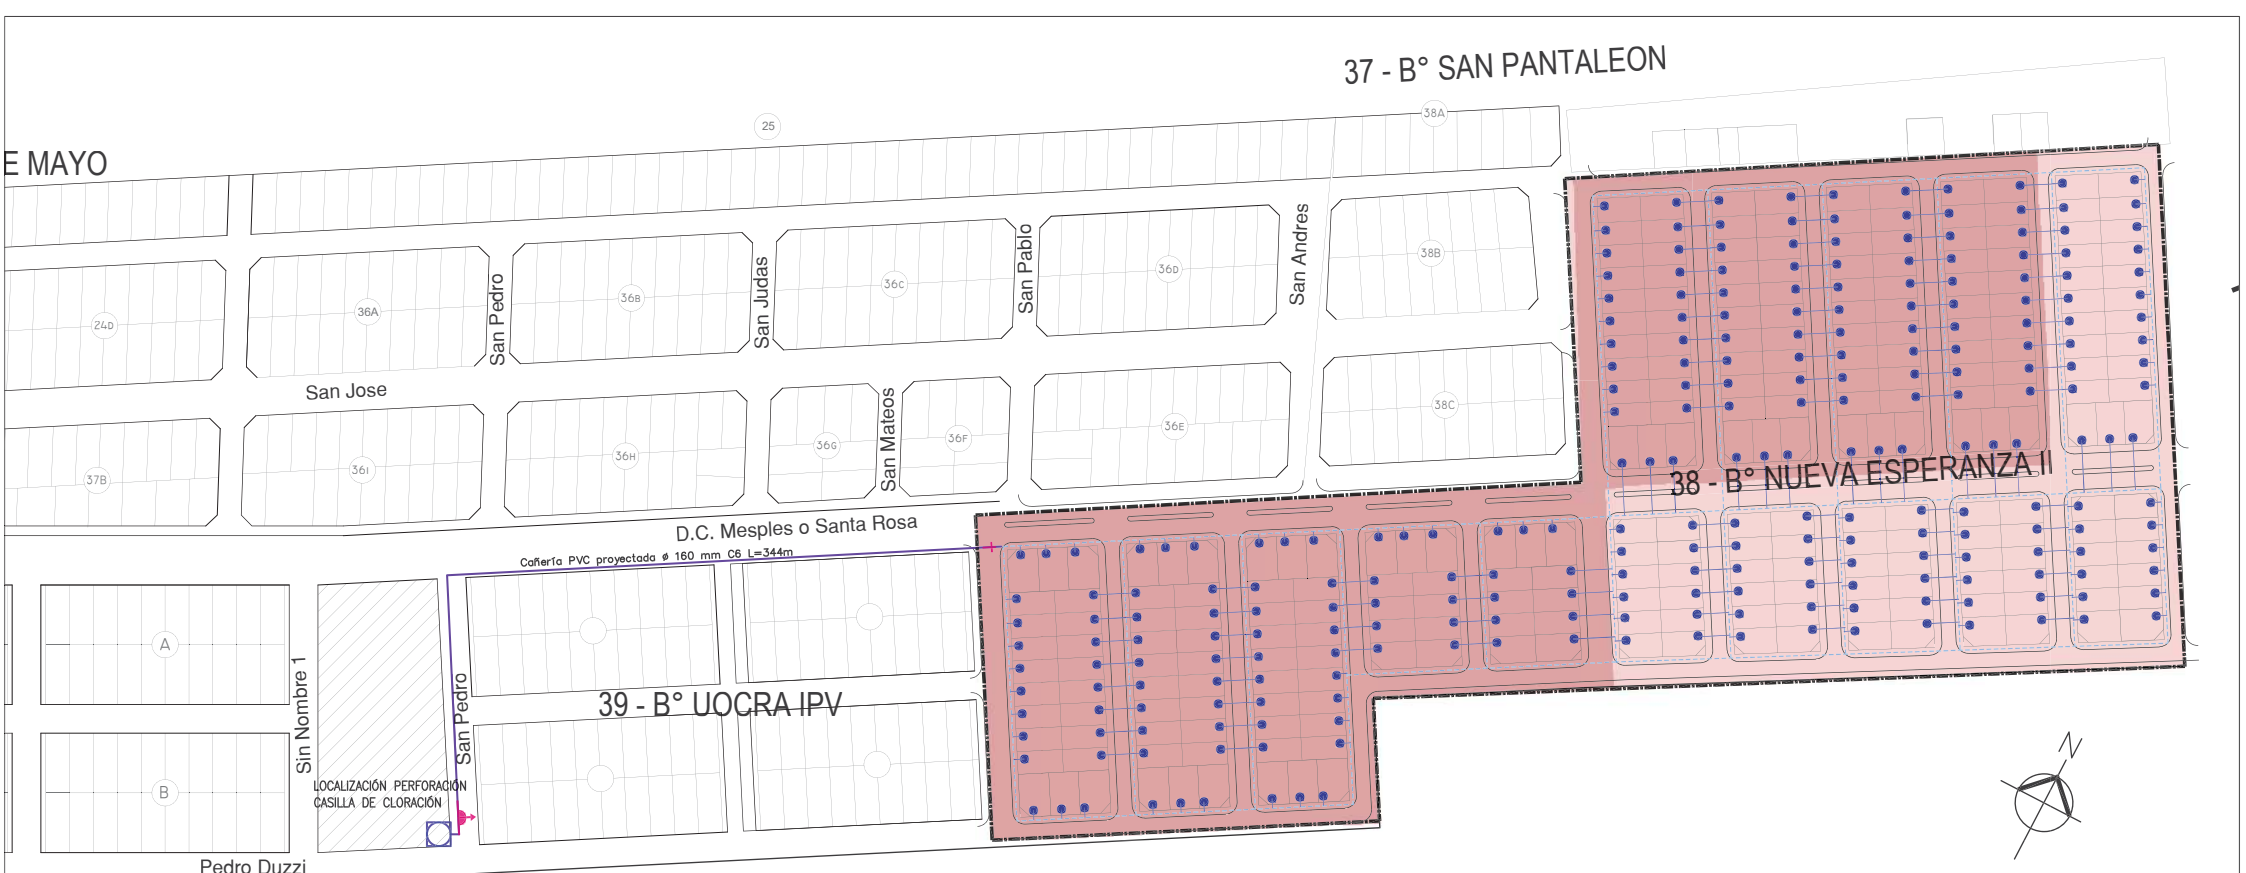 37 - B° SAN PANTALEON
38A
25
E MAYO
38B
36D
36C
36B
36A
24D
San Pedro
San Judas
San Pablo
San Andres
San Jose
38C
36E
36F
36G
36H
36I
37B
San Mateos
38 - B° NUEVA ESPERANZA II
D.C. Mesples o Santa Rosa
Cañería PVC proyectada ø 160 mm C6 L=344m
A
B
Sin Nombre 1
San Pedro
39 - B° UOCRA IPV
LOCALIZACIÓN PERFORACIÓN
CASILLA DE CLORACIÓN
Pedro Duzzi
N